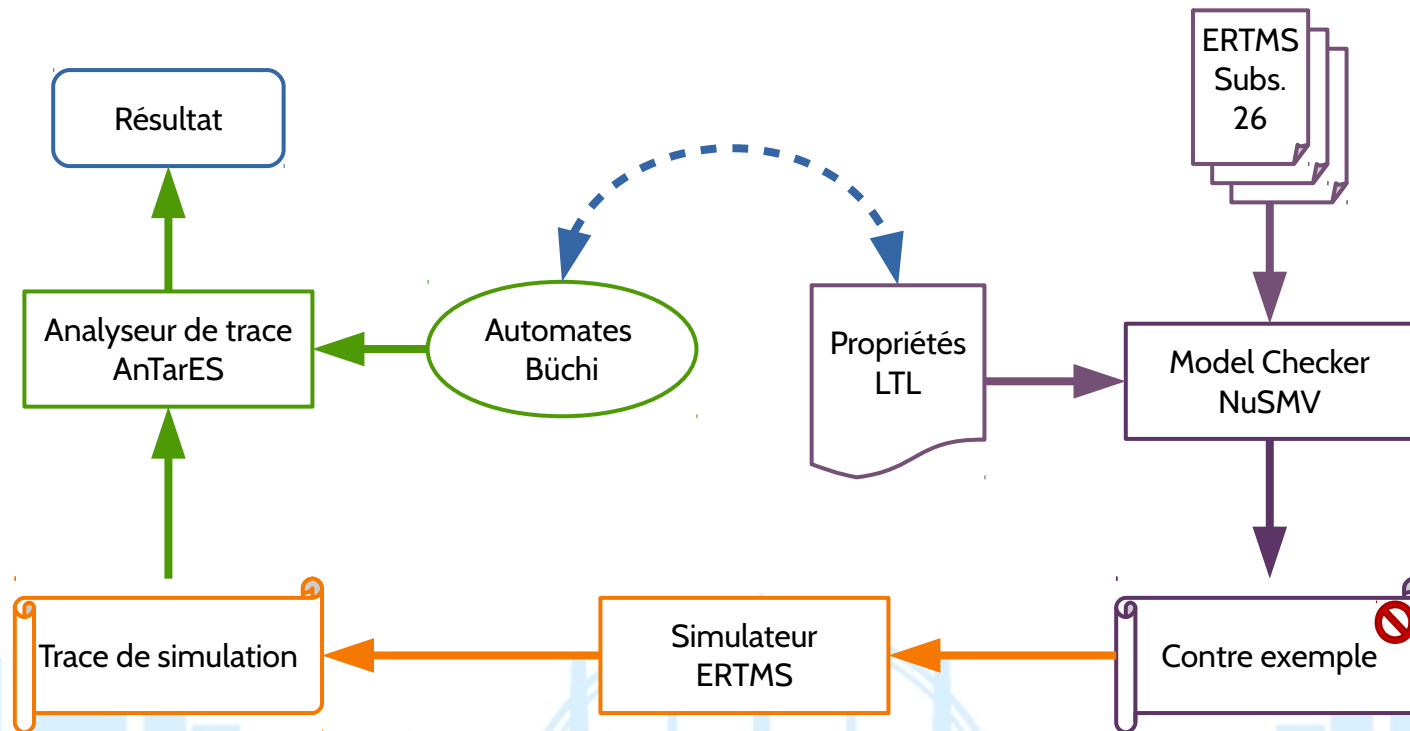 ERTMS
Subs.
26
Résultat
Analyseur de trace
AnTarES
Automates
Büchi
Propriétés
LTL
Model Checker
NuSMV
Trace de simulation
Simulateur
ERTMS
Contre exemple